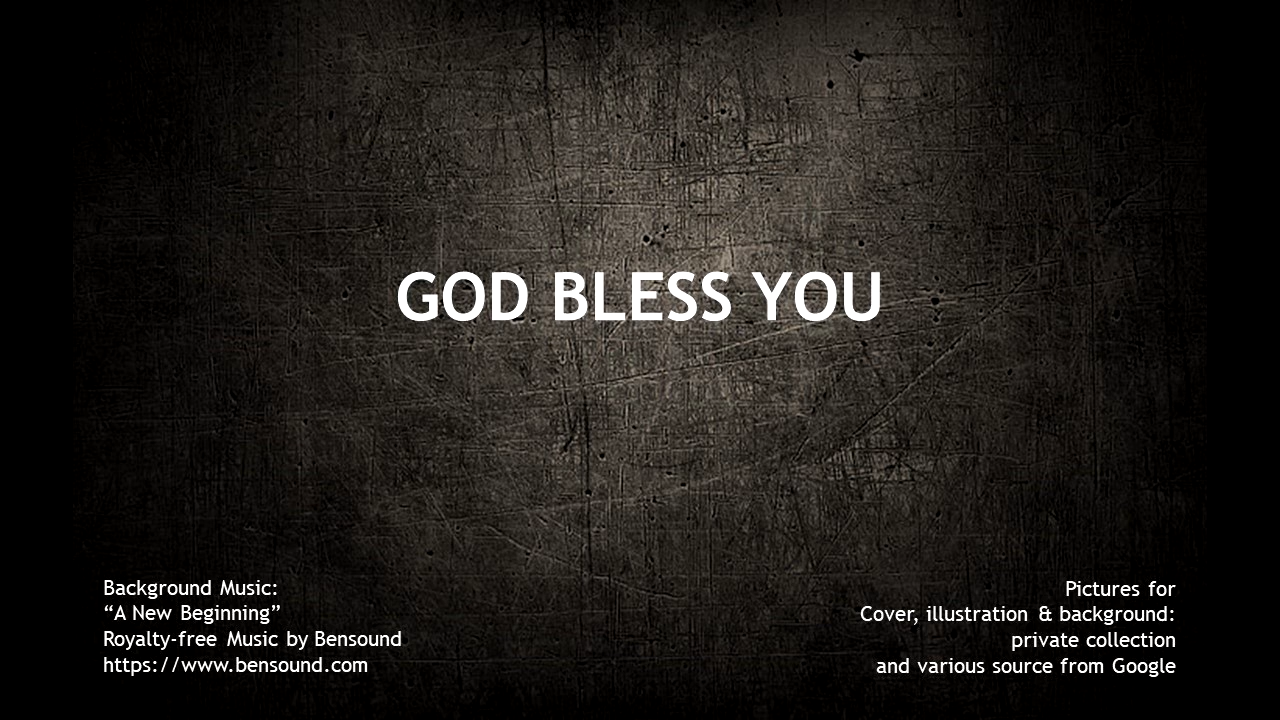 GOD BLESS YOU
Background Music:
“A New Beginning”
Royalty-free Music by Bensound
https://www.bensound.com
Pictures for
Cover, illustration & background:
private collection
and various source from Google